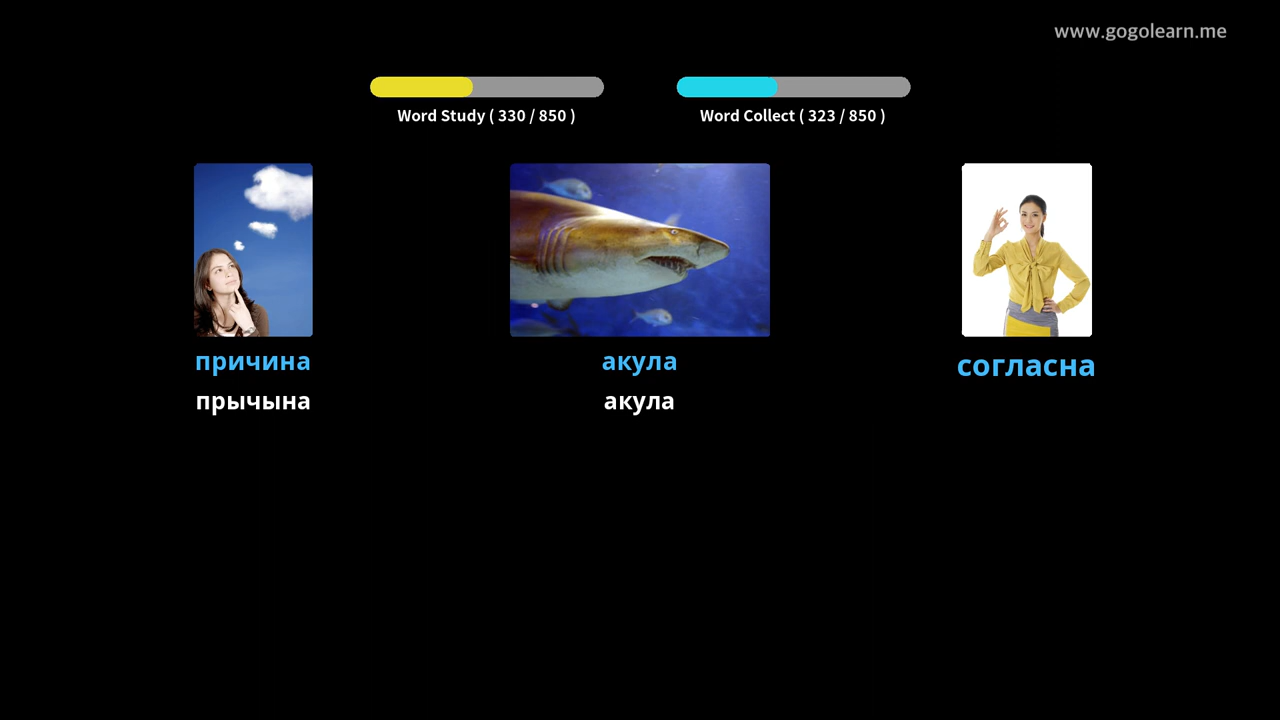 www.gogolearn.me
Word Study ( 330 / 850 )
Word Collect ( 323 / 850 )
причина
акула
согласна
прычына
акула